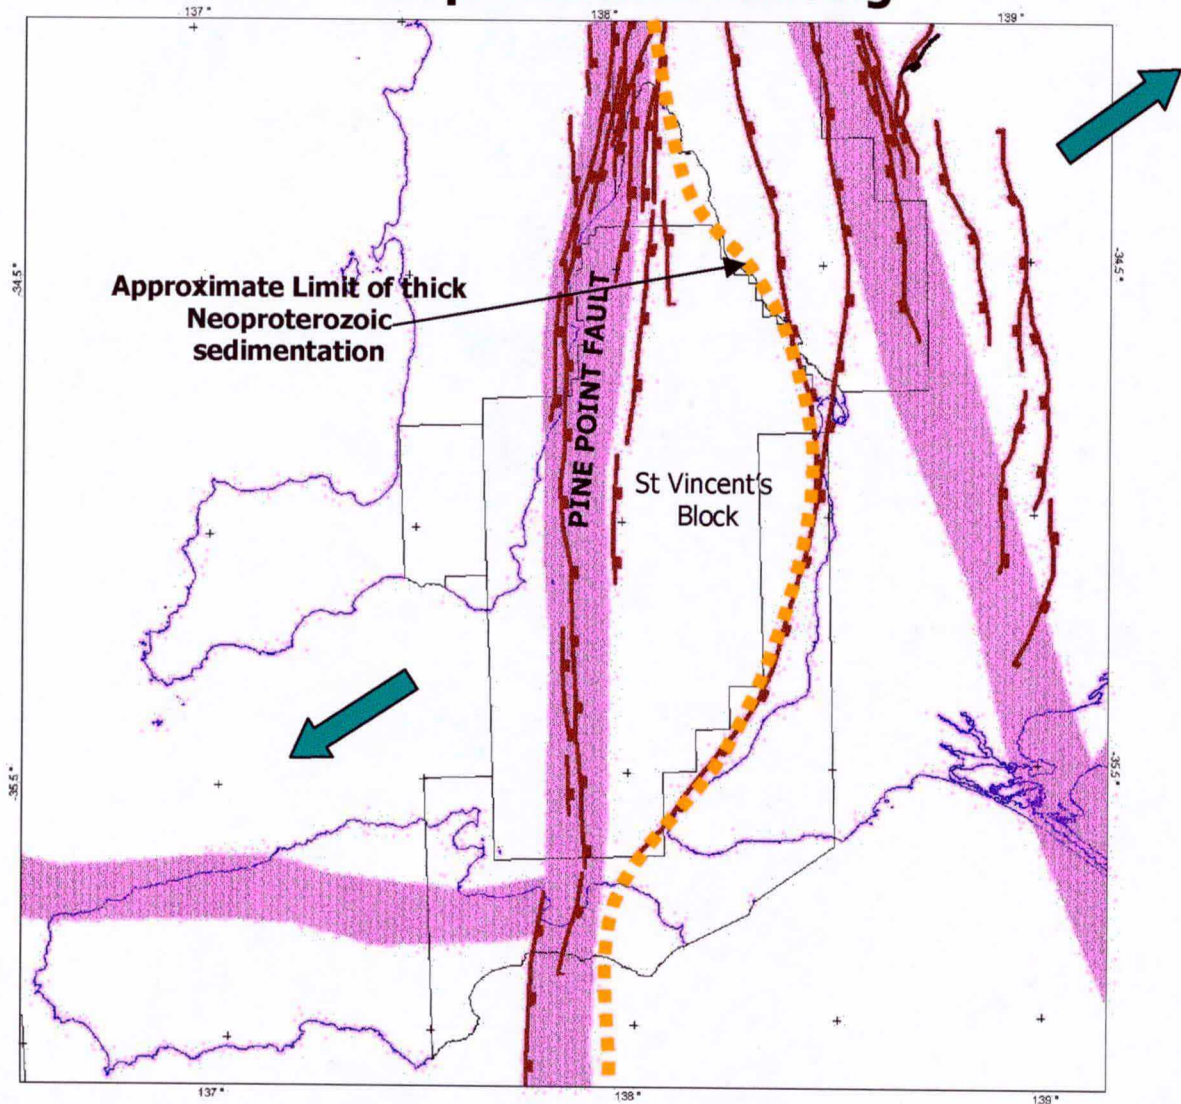 137°
138°
139°
-34.5°
-34.5°
Approximate Limit of thick
Neoproterozoic
sedimentation
PINE POINT FAULT
St Vincent's
Block
-35.5°
-35.5°
137°
138°
139°